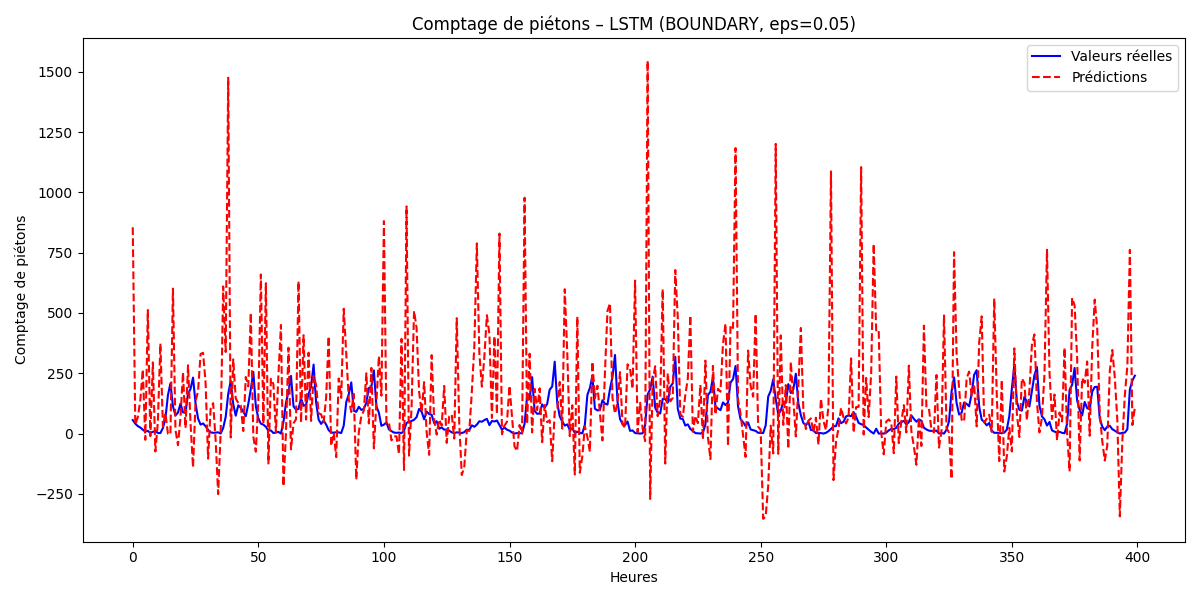 Comptage de piétons – LSTM (BOUNDARY, eps=0.05)
Valeurs réelles
Prédictions
Comptage de piétons
1500
1250
1000
750
500
250
0
−250
0 50 100 150 200 250 300 350 400
Heures